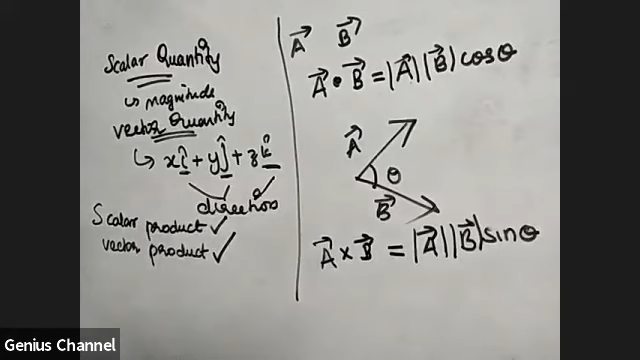 Scalar Quantity
↳ magnitude
vector Quantity
↳ xî + yĵ + zk̂
direction
Scalar product ✓
vector product ✓
A⃗ B⃗
A⃗ • B⃗ = |A⃗| |B⃗| cosθ
A⃗
θ
B⃗
A⃗ × B⃗ = |A⃗| |B⃗| sinθ
Genius Channel